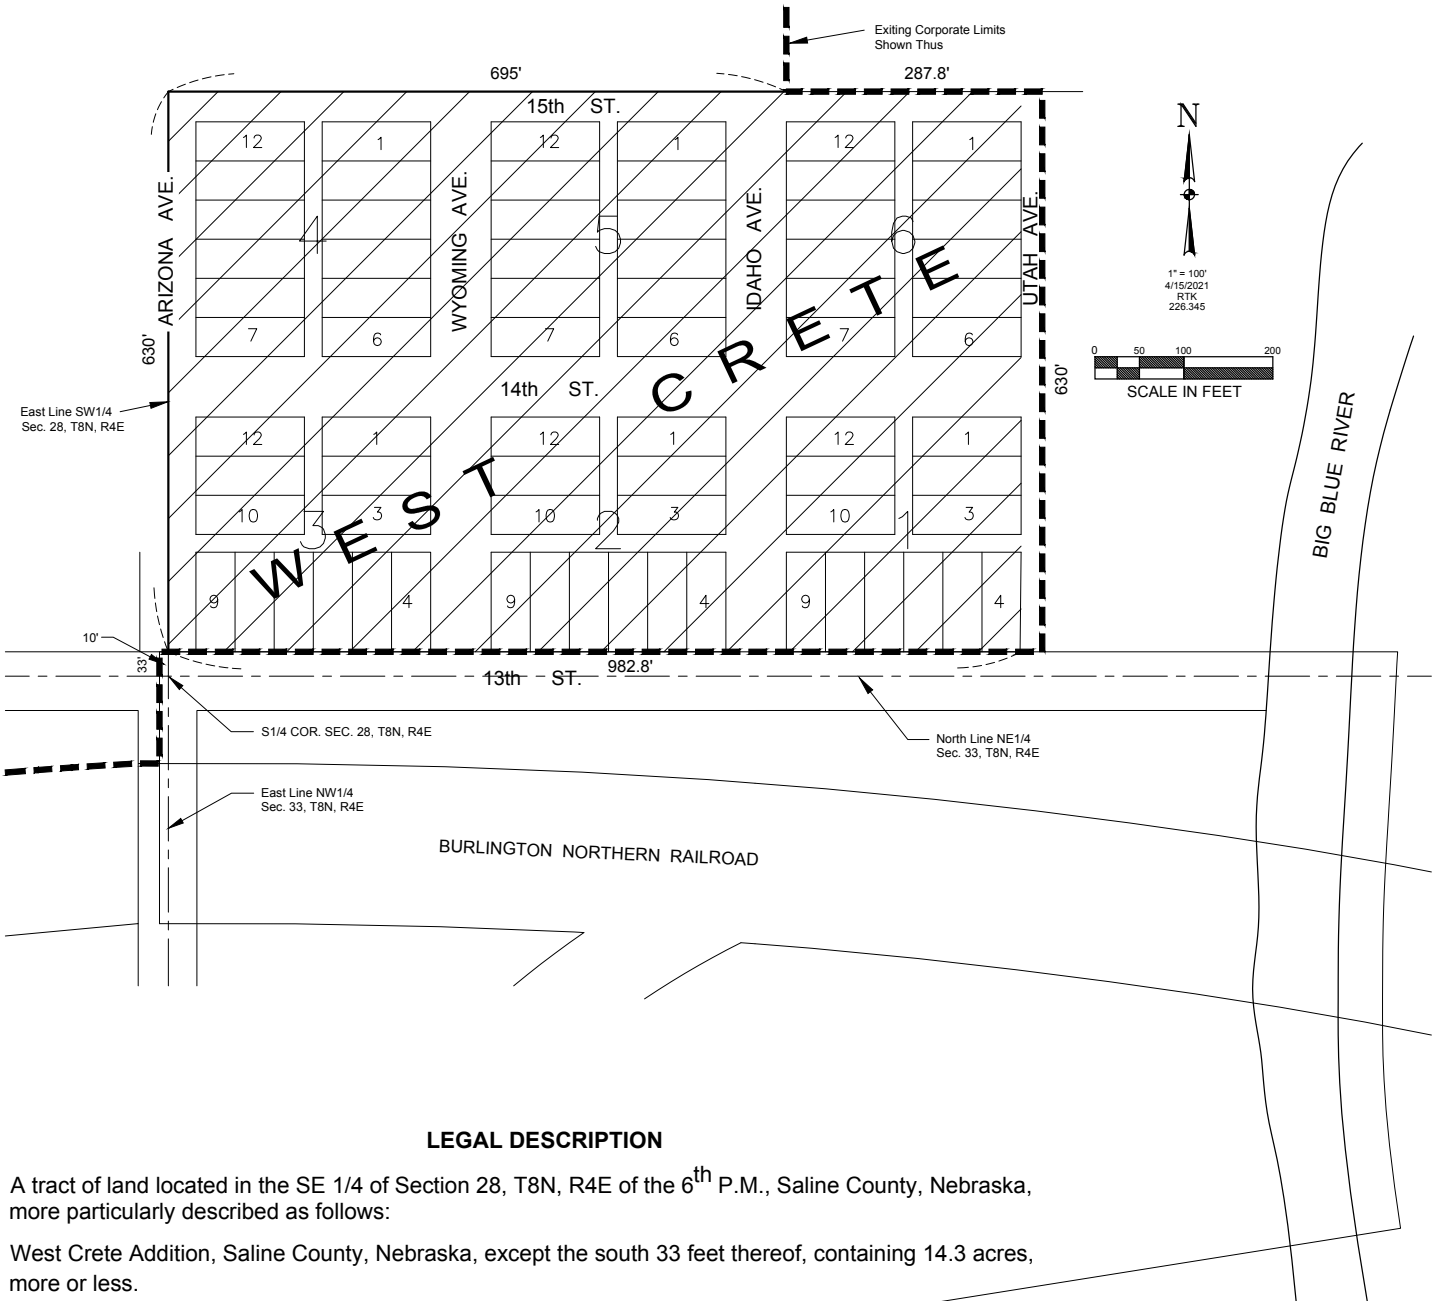 Exiting Corporate Limits
Shown Thus
695'
287.8'
15th ST.
N
12
1
12
1
12
1
ARIZONA AVE.
WYOMING AVE.
IDAHO AVE.
UTAH AVE.
4
5
6
1" = 100'
4/15/2021
RTK
226.345
7
6
7
6
7
6
630'
630'
0 50 100 200
SCALE IN FEET
WEST CRETE
14th ST.
East Line SW1/4
Sec. 28, T8N, R4E
BIG BLUE RIVER
12
1
12
1
12
1
10
3
10
3
10
3
3
2
1
9
4
9
4
9
4
10'
33'
982.8'
13th ST.
S1/4 COR. SEC. 28, T8N, R4E
North Line NE1/4
Sec. 33, T8N, R4E
East Line NW1/4
Sec. 33, T8N, R4E
BURLINGTON NORTHERN RAILROAD
LEGAL DESCRIPTION
A tract of land located in the SE 1/4 of Section 28, T8N, R4E of the 6th P.M., Saline County, Nebraska,
more particularly described as follows:
West Crete Addition, Saline County, Nebraska, except the south 33 feet thereof, containing 14.3 acres,
more or less.